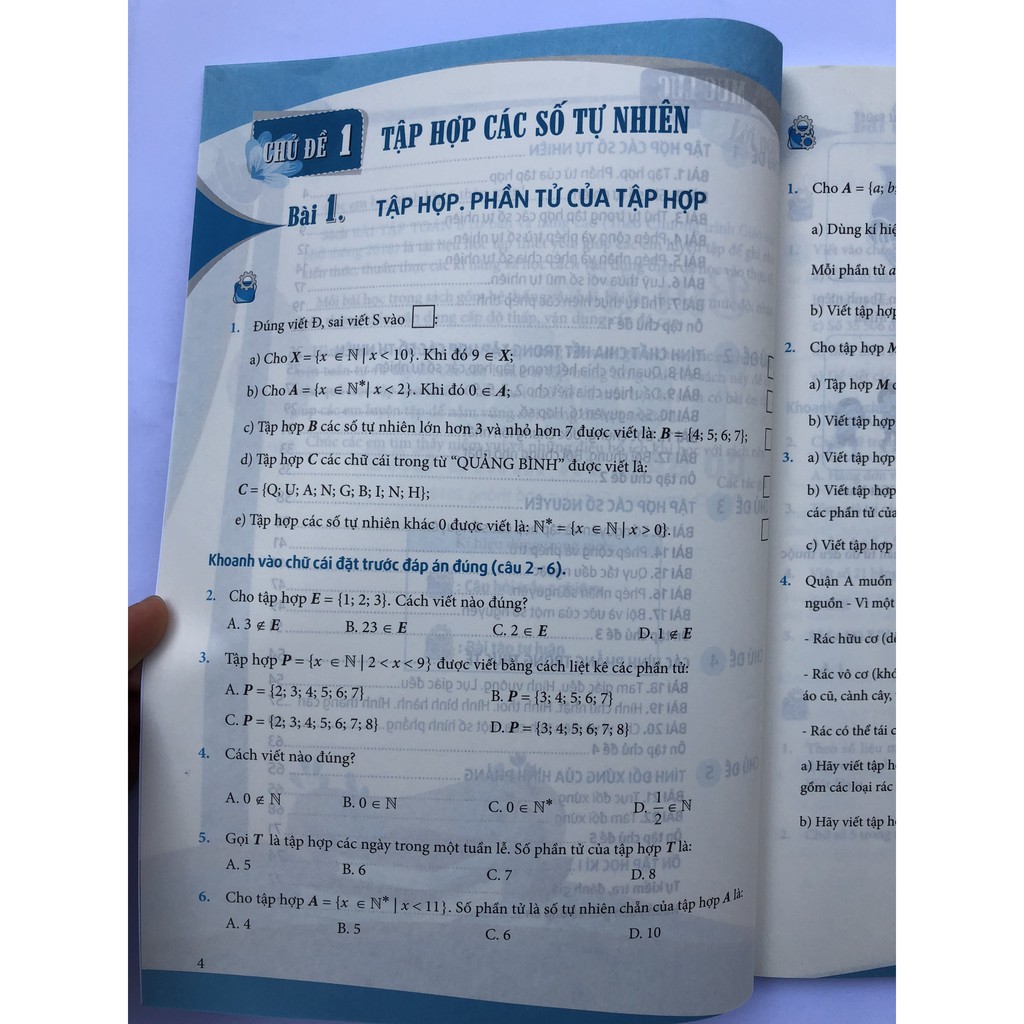 CHỦ ĐỀ 1
TẬP HỢP CÁC SỐ TỰ NHIÊN
Bài 1. TẬP HỢP. PHẦN TỬ CỦA TẬP HỢP
1. Đúng viết Đ, sai viết S vào □:
a) Cho X = {x ∈ ℕ | x < 10}. Khi đó 9 ∈ X;
b) Cho A = {x ∈ ℕ* | x < 2}. Khi đó 0 ∈ A;
c) Tập hợp B các số tự nhiên lớn hơn 3 và nhỏ hơn 7 được viết là: B = {4; 5; 6; 7};
d) Tập hợp C các chữ cái trong từ “QUẢNG BÌNH” được viết là:
C = {Q; U; A; N; G; B; I; N; H};
e) Tập hợp các số tự nhiên khác 0 được viết là: ℕ* = {x ∈ ℕ | x > 0}.
Khoanh vào chữ cái đặt trước đáp án đúng (câu 2 - 6).
2. Cho tập hợp E = {1; 2; 3}. Cách viết nào đúng?
A. 3 ∉ E B. 23 ∈ E C. 2 ∈ E D. 1 ∉ E
3. Tập hợp P = {x ∈ ℕ | 2 < x < 9} được viết bằng cách liệt kê các phần tử:
A. P = {2; 3; 4; 5; 6; 7} B. P = {3; 4; 5; 6; 7}
C. P = {2; 3; 4; 5; 6; 7; 8} D. P = {3; 4; 5; 6; 7; 8}
4. Cách viết nào đúng?
A. 0 ∉ ℕ B. 0 ∈ ℕ C. 0 ∈ ℕ* D. 1/2 ∈ ℕ
5. Gọi T là tập hợp các ngày trong một tuần lễ. Số phần tử của tập hợp T là:
A. 5 B. 6 C. 7 D. 8
6. Cho tập hợp A = {x ∈ ℕ* | x < 11}. Số phần tử là số tự nhiên chẵn của tập hợp A là:
A. 4 B. 5 C. 6 D. 10
4
1. Cho A = {a; b
a) Dùng kí hiệ
Mỗi phần tử a
b) Viết tập hợp
2. Cho tập hợp M
a) Tập hợp M
b) Viết tập hợp
3. a) Viết tập hợp
b) Viết tập hợp
các phần tử của
c) Viết tập hợp
4. Quận A muốn
nguồn - Vì một
- Rác hữu cơ
- Rác vô cơ
áo cũ, cành cây,
- Rác có thể tái
a) Hãy viết tập h
gồm các loại rác
b) Hãy viết tập h